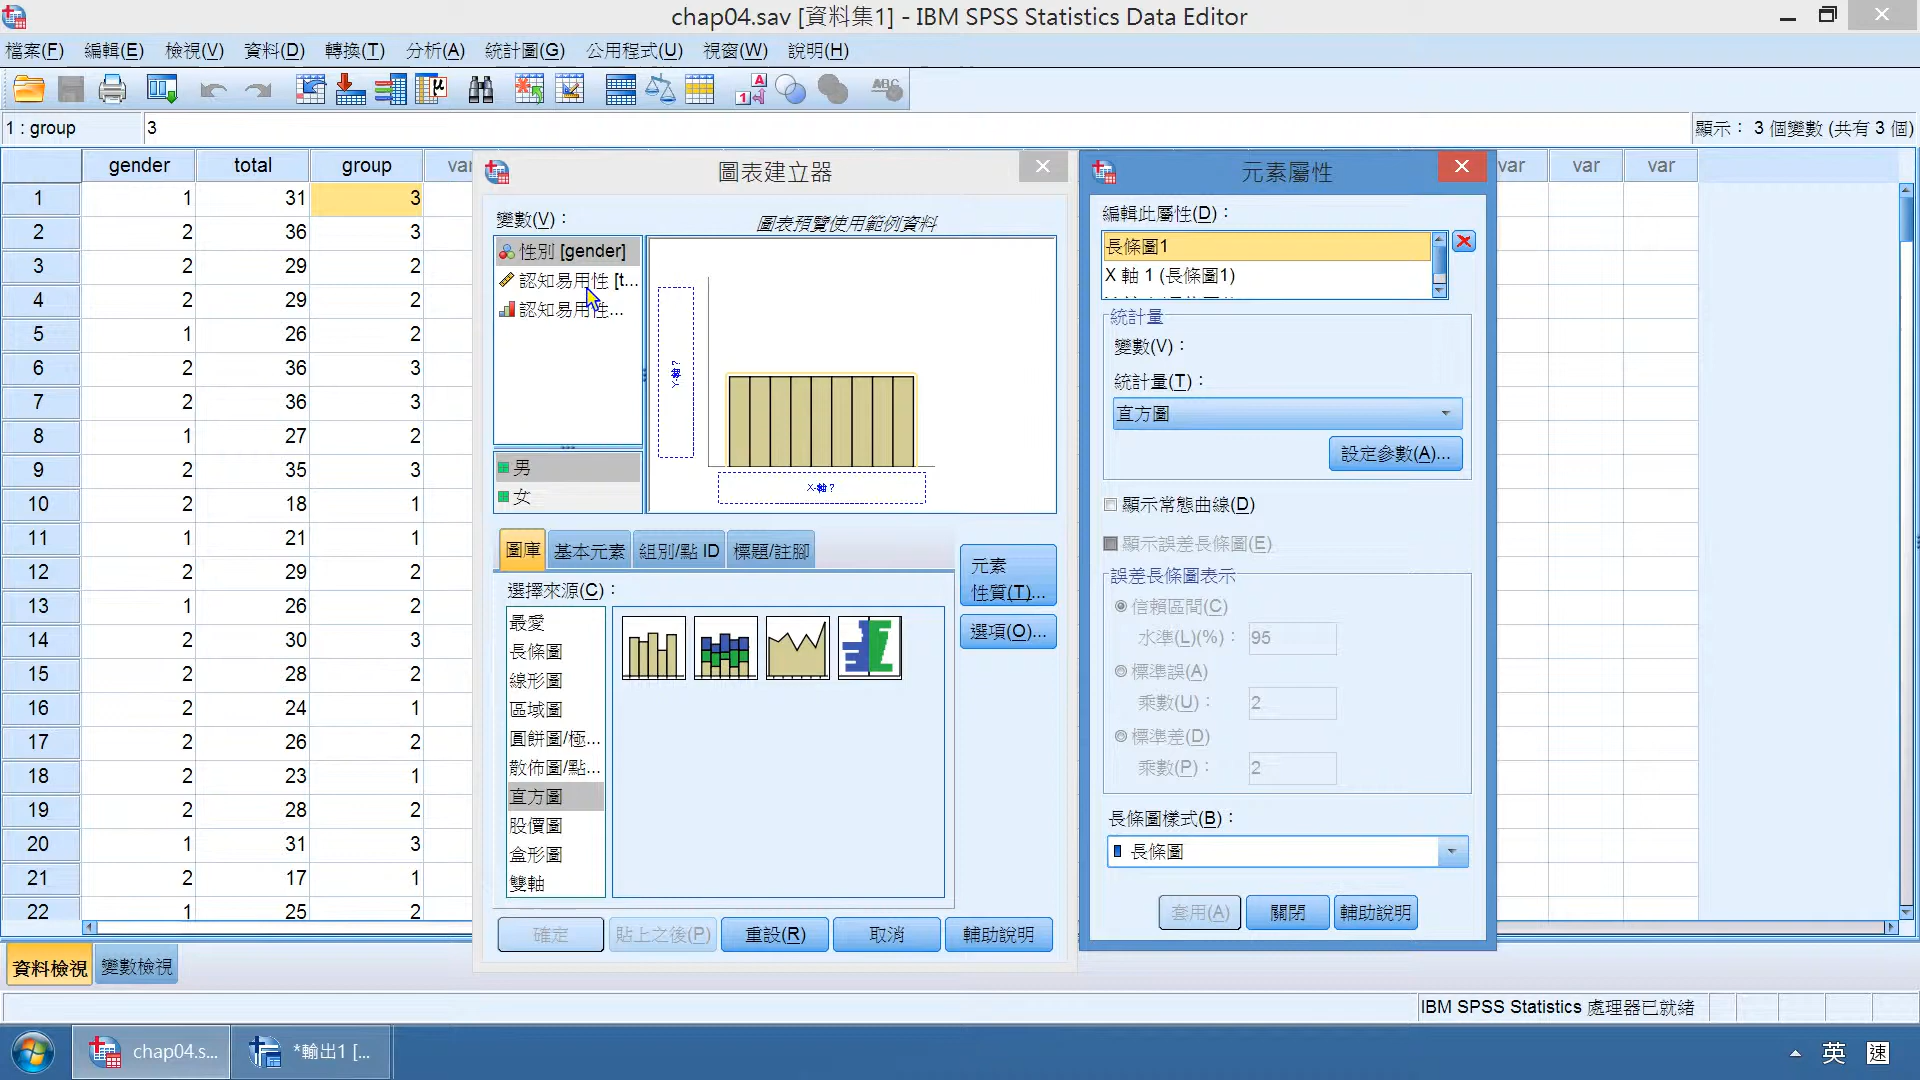 chap04.sav [資料集1] - IBM SPSS Statistics Data Editor
檔案(F) 編輯(E) 檢視(V) 資料(D) 轉換(T) 分析(A) 統計圖(G) 公用程式(U) 視窗(W) 說明(H)
1 : group 3 顯示： 3 個變數 (共有 3 個)
gender total group var var var var
1 1 31 3
2 2 36 3
3 2 29 2
4 2 29 2
5 1 26 2
6 2 36 3
7 2 36 3
8 1 27 2
9 2 35 3
10 2 18 1
11 1 21 1
12 2 29 2
13 1 26 2
14 2 30 3
15 2 28 2
16 2 24 1
17 2 26 2
18 2 23 1
19 2 28 2
20 1 31 3
21 2 17 1
22 1 25 2
圖表建立器
變數(V)：
圖表預覽使用範例資料
性別 [gender]
認知易用性 [t...
認知易用性...
男
女
Y-軸?
X-軸?
圖庫 基本元素 組別/點 ID 標題/註腳
選擇來源(C)：
最愛
長條圖
線形圖
區域圖
圓餅圖/極...
散佈圖/點...
直方圖
股價圖
盒形圖
雙軸
元素
性質(T)...
選項(O)...
確定 貼上之後(P) 重設(R) 取消 輔助說明
元素屬性
編輯此屬性(D)：
長條圖1
X 軸 1 (長條圖1)
統計量
變數(V)：
統計量(T)：
直方圖
設定參數(A)...
顯示常態曲線(D)
顯示誤差長條圖(E)
誤差長條圖表示
信賴區間(C)
水準(L)(%)： 95
標準誤(A)
乘數(U)： 2
標準差(D)
乘數(P)： 2
長條圖樣式(B)：
長條圖
套用(A) 關閉 輔助說明
資料檢視 變數檢視
IBM SPSS Statistics 處理器已就緒
chap04.s... *輸出1 [... 英 速